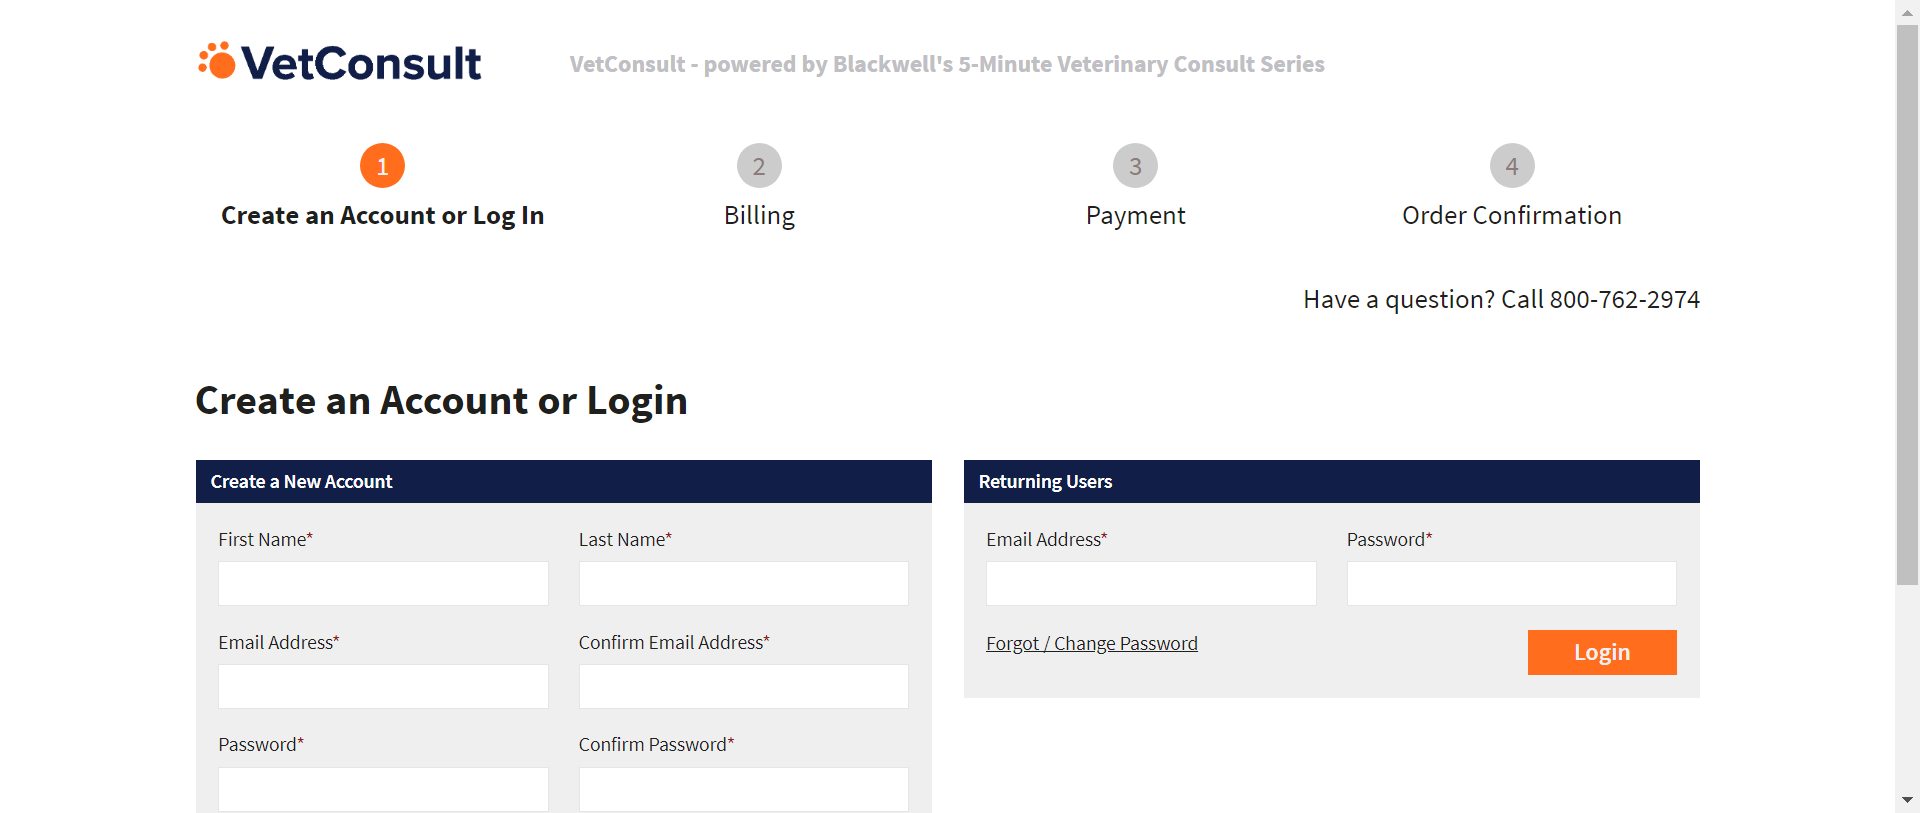 VetConsult
VetConsult - powered by Blackwell's 5-Minute Veterinary Consult Series
1
Create an Account or Log In
2
Billing
3
Payment
4
Order Confirmation
Have a question? Call 800-762-2974
Create an Account or Login
Create a New Account
First Name*
Last Name*
Email Address*
Confirm Email Address*
Password*
Confirm Password*
Returning Users
Email Address*
Password*
Forgot / Change Password
Login